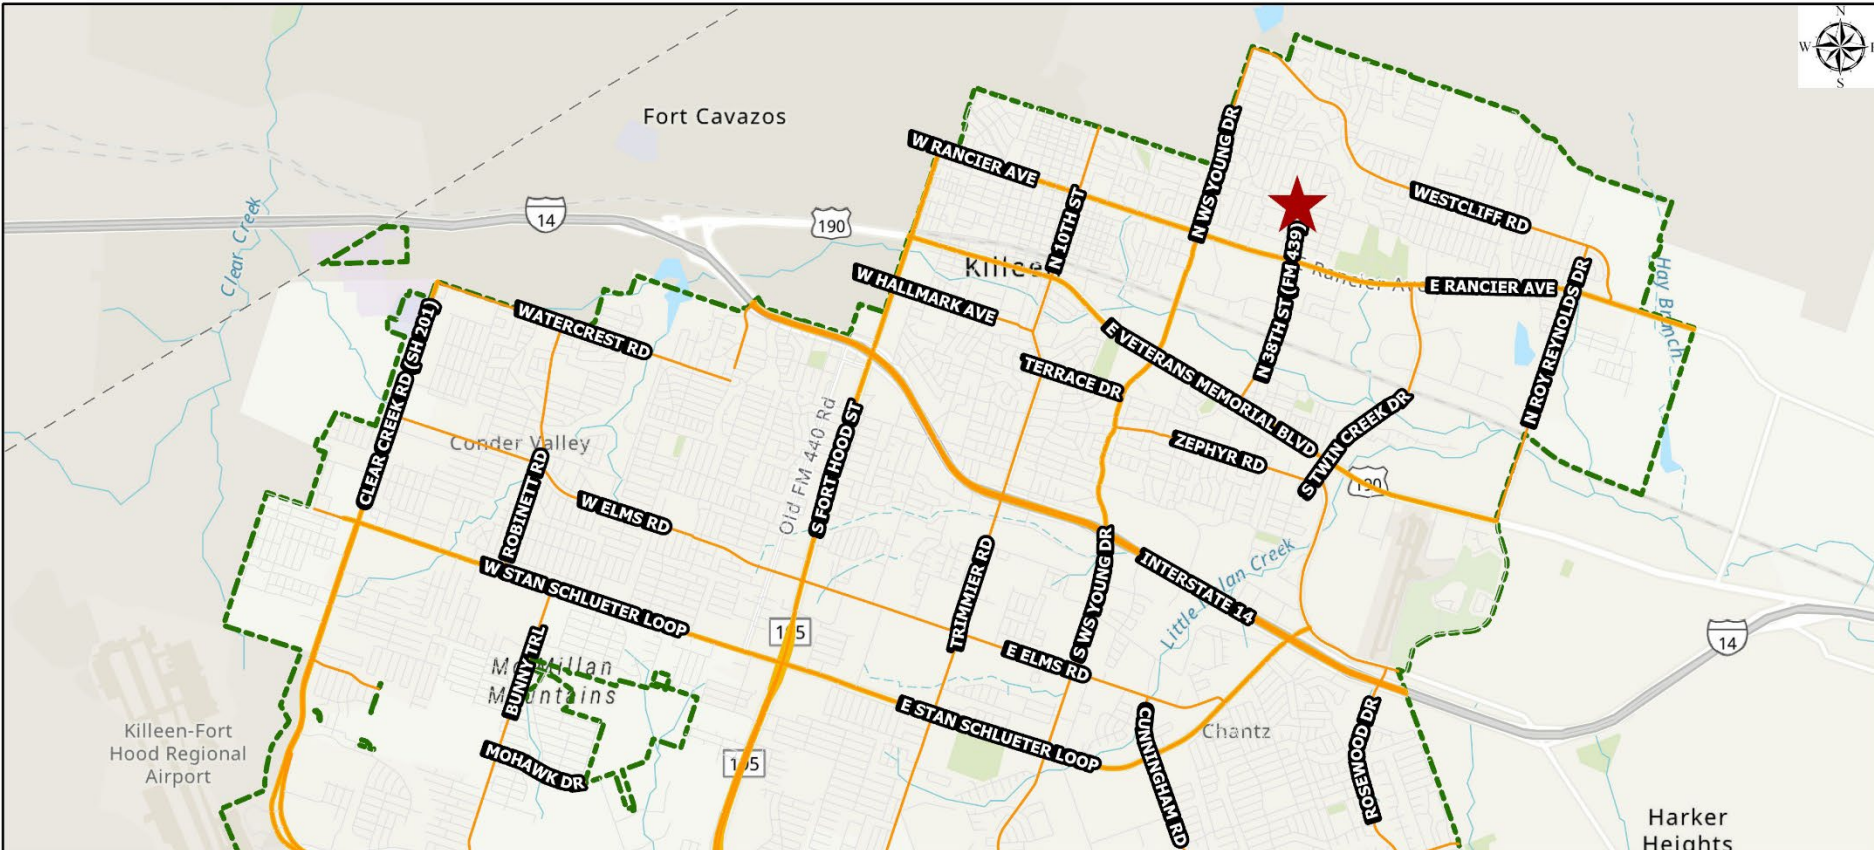 N
W
S
Fort Cavazos
W RANCIER AVE
N WS YOUNG DR
WESTCLIFF RD
Clear Creek
14
190
N 10TH ST
N 38TH ST (FM 439)
Rancier Ave
E RANCIER AVE
N ROY REYNOLDS DR
Hay Branch
W HALLMARK AVE
WATERCREST RD
CLEAR CREEK RD (SH 201)
TERRACE DR
E VETERANS MEMORIAL BLVD
S TWIN CREEK DR
Conder Valley
Old FM 440 Rd
S FORT HOOD ST
ZEPHYR RD
190
ROBINETT RD
W ELMS RD
W STAN SCHLUETER LOOP
TRIMMIER RD
S WS YOUNG DR
INTERSTATE 14
Creek
195
14
E ELMS RD
BUNNY TRL
E STAN SCHLUETER LOOP
CUNNINGHAM RD
Chantz
ROSEWOOD DR
Killeen-Fort
Hood Regional
Airport
MOHAWK DR
195
Harker
Heights